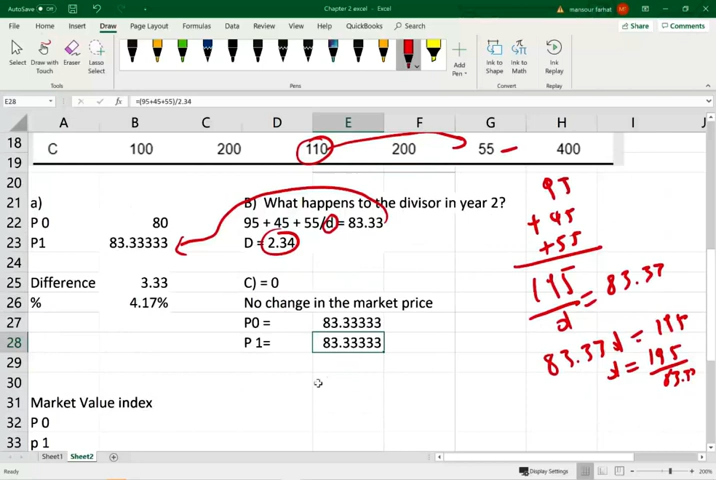 AutoSave Off Chapter 2 excel - Excel mansour farhat MF
File Home Insert Draw Page Layout Formulas Data Review View Help QuickBooks Search Share Comments
Select Draw with Touch Eraser Lasso Select Add Pen Ink to Shape Ink to Math Ink Replay
Tools Pens Convert Replay
E28 fx =(95+45+55)/2.34
A B C D E F G H I J
18 C 100 200 110 200 55 400
20 95
21 a) B) What happens to the divisor in year 2?
22 P 0 80 95 + 45 + 55/d = 83.33 + 45
23 P1 83.33333 D = 2.34 + 55
24
25 Difference 3.33 C) = 0 195/d = 83.33
26 % 4.17% No change in the market price
27 P0 = 83.33333 83.33 d = 195
28 P 1= 83.33333 d = 195/83.33
29
30
31 Market Value index
32 P 0
33 p 1
Sheet1 Sheet2
Ready Display Settings 200%